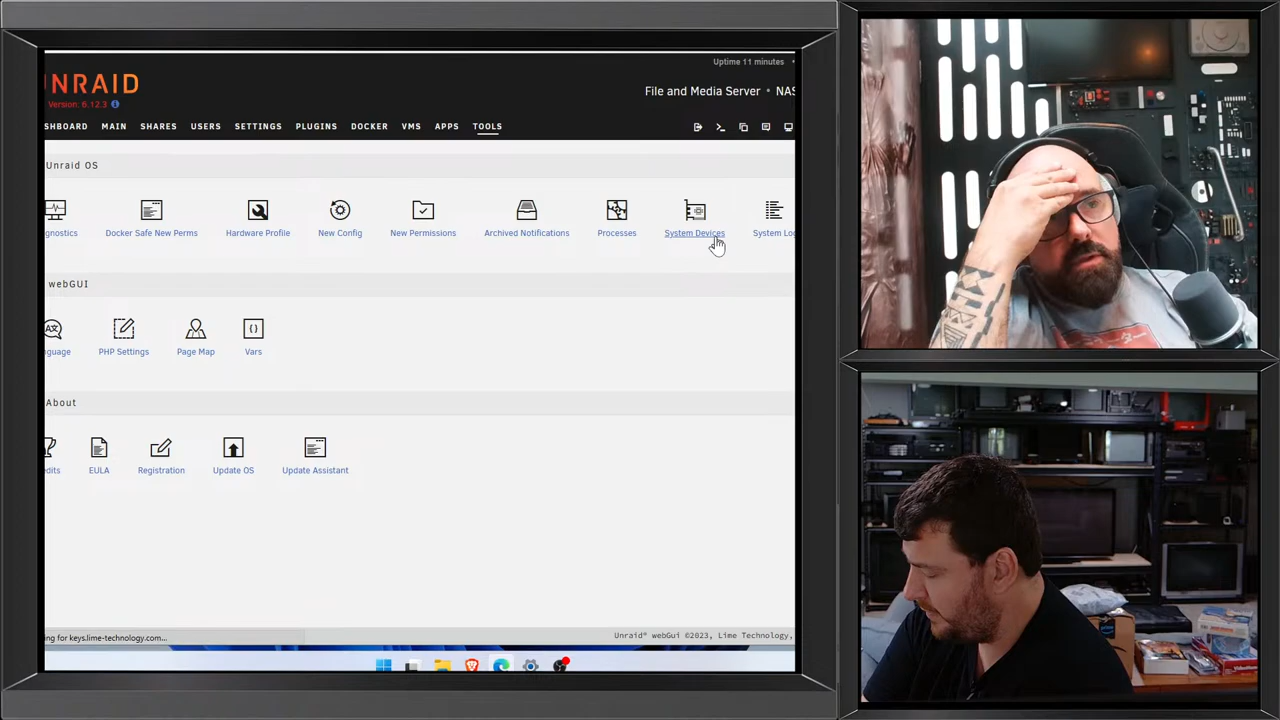 NRAID
Uptime 11 minutes •
Version: 6.12.3
File and Media Server • NAS
SHBOARD MAIN SHARES USERS SETTINGS PLUGINS DOCKER VMS APPS TOOLS
Unraid OS
gnostics Docker Safe New Perms Hardware Profile New Config New Permissions Archived Notifications Processes System Devices System Lo
webGUI
nguage PHP Settings Page Map Vars
About
edits EULA Registration Update OS Update Assistant
ing for keys.lime-technology.com...
Unraid® webGui ©2023, Lime Technology,